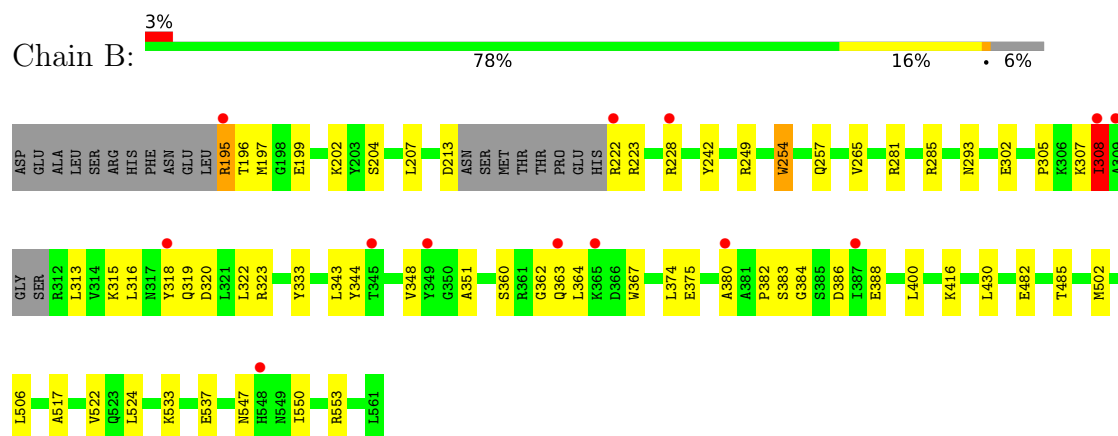 3%
Chain B:
78% 16% • 6%
ASP GLU ALA LEU SER ARG HIS PHE ASN GLU LEU R195 T196 M197 G198 E199 K202 Y203 S204 L207 D213 ASN SER MET THR THR PRO GLU HIS R222 R223 R228 Y242 R249 W254 Q257 V265 R281 R285 N293 E302 P305 K306 K307 I308 A309
GLY SER R312 L313 V314 K315 L316 N317 Y318 Q319 D320 L321 L322 R323 Y333 L343 Y344 T345 V348 Y349 G350 A351 S360 R361 G362 Q363 L364 K365 D366 W367 L374 E375 A380 A381 P382 S383 G384 S385 D386 I387 E388 L400 K416 L430 E482 T485 M502
L506 A517 V522 Q523 L524 K533 E537 N547 H548 N549 I550 R553 L561